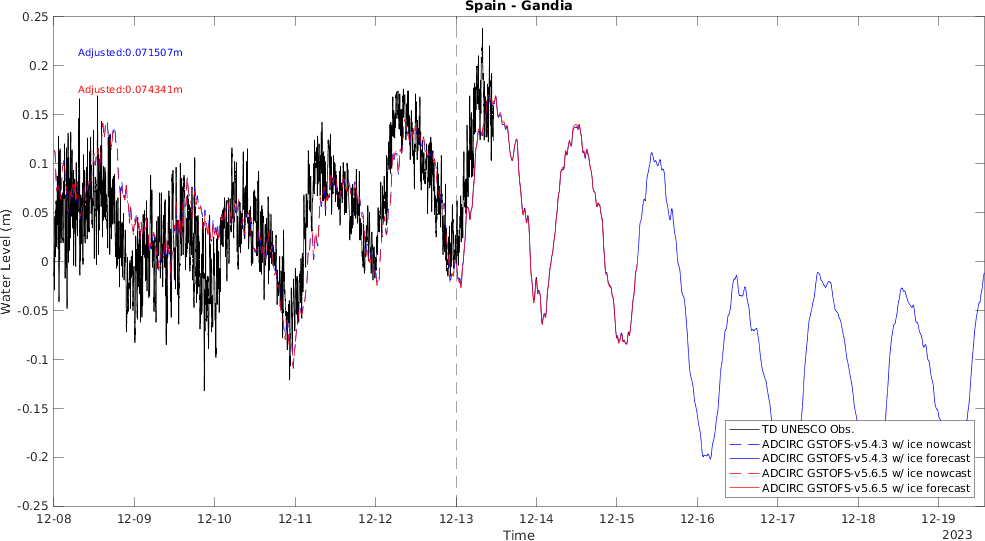 Spain - Gandia
0.25
0.2
0.15
0.1
0.05
0
-0.05
-0.1
-0.15
-0.2
-0.25
Water Level (m)
Adjusted:0.071507m
Adjusted:0.074341m
TD UNESCO Obs.
ADCIRC GSTOFS-v5.4.3 w/ ice nowcast
ADCIRC GSTOFS-v5.4.3 w/ ice forecast
ADCIRC GSTOFS-v5.6.5 w/ ice nowcast
ADCIRC GSTOFS-v5.6.5 w/ ice forecast
12-08 12-09 12-10 12-11 12-12 12-13 12-14 12-15 12-16 12-17 12-18 12-19
Time
2023